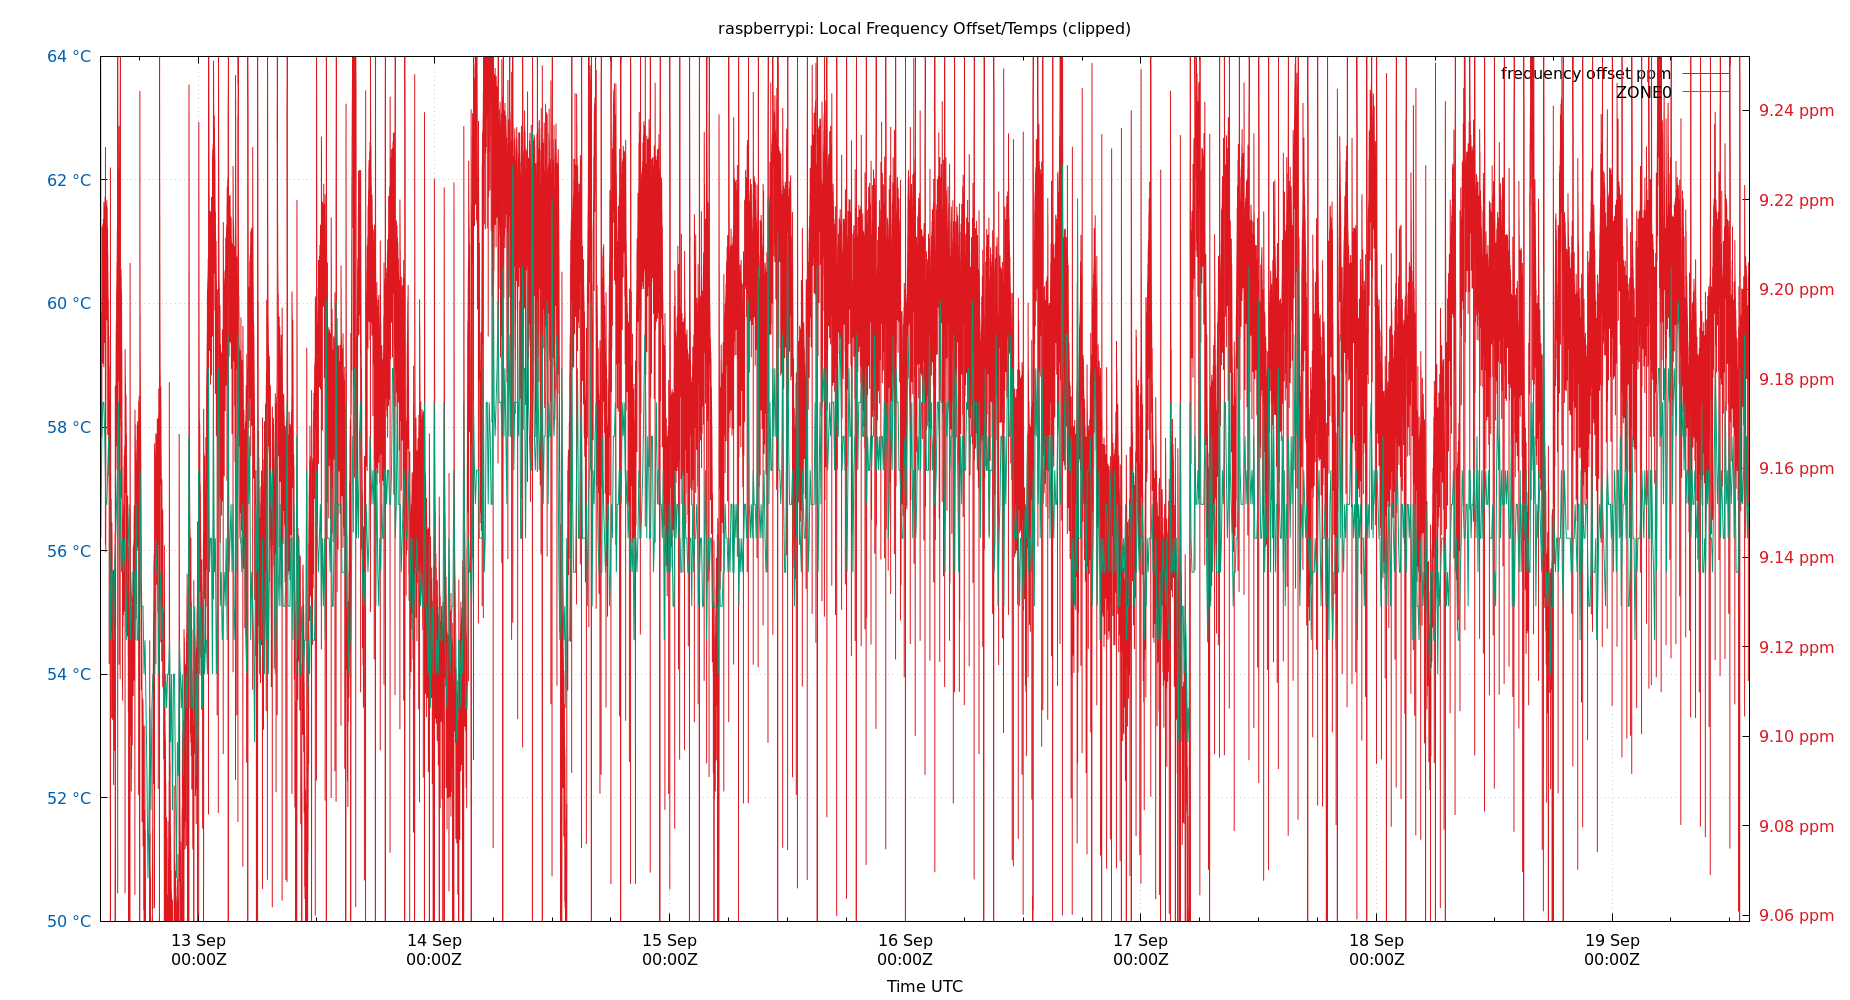 raspberrypi: Local Frequency Offset/Temps (clipped)
64 °C
62 °C
60 °C
58 °C
56 °C
54 °C
52 °C
50 °C
frequency offset ppm
ZONE0
9.24 ppm
9.22 ppm
9.20 ppm
9.18 ppm
9.16 ppm
9.14 ppm
9.12 ppm
9.10 ppm
9.08 ppm
9.06 ppm
13 Sep 14 Sep 15 Sep 16 Sep 17 Sep 18 Sep 19 Sep
00:00Z 00:00Z 00:00Z 00:00Z 00:00Z 00:00Z 00:00Z
Time UTC